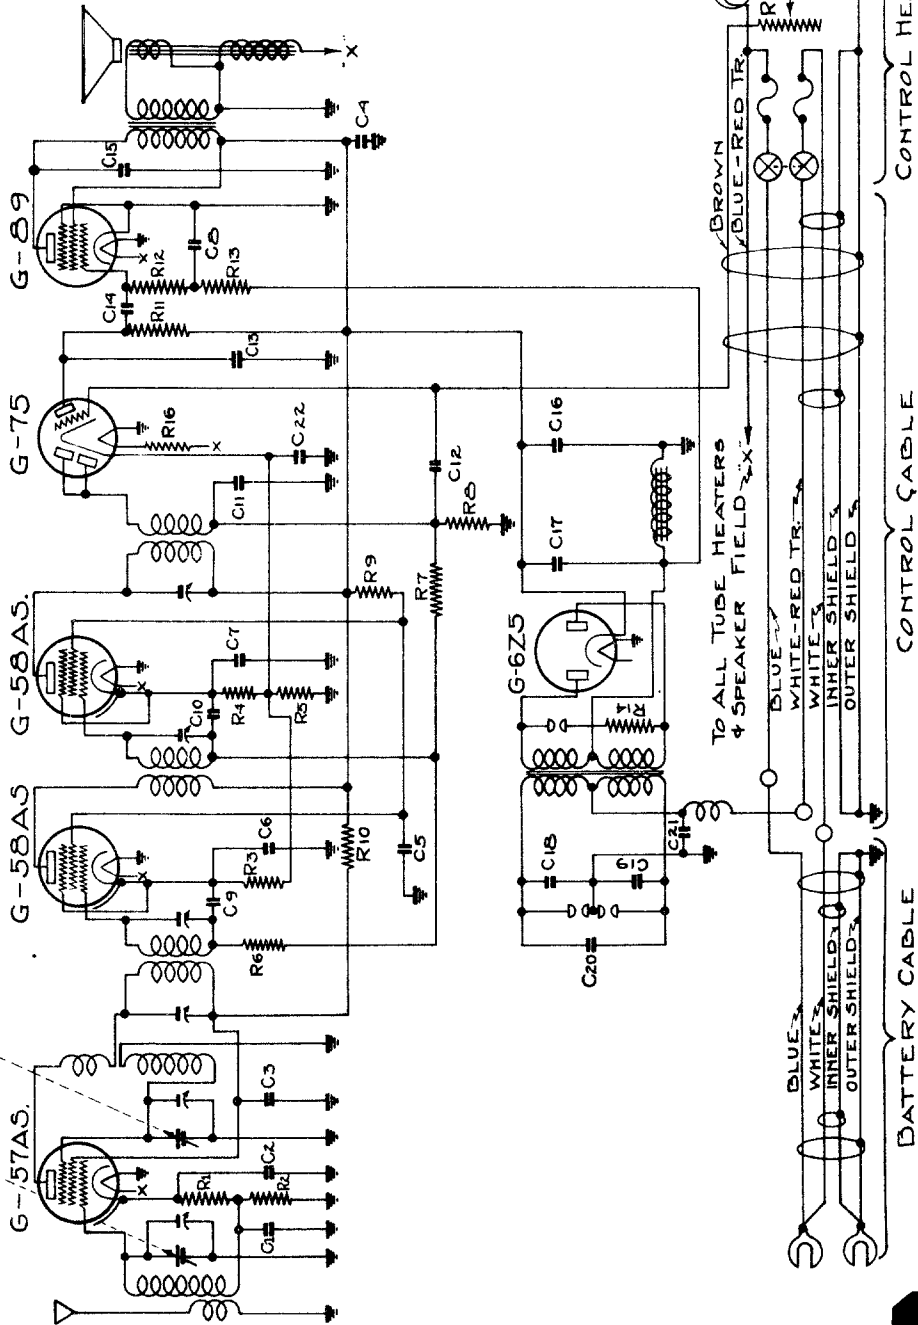 G-57AS.
G-58AS
G-58AS.
G-75
G-89
X
X
X
X
X
X
R1
C2
C1
R2
C3
C9
R3
C6
R6
R10
C5
C10
R4
C7
R5
R9
R7
C11
R16
X
C22
C12
R8
C13
C14
R11
R12
C8
R13
C15
C4
G-6Z5
C20
C18
C19
C21
R14
C17
C16
TO ALL TUBE HEATERS
& SPEAKER FIELD "X"
BROWN
BLUE-RED TR.
R
BLUE
WHITE
INNER SHIELD
OUTER SHIELD
BLUE
WHITE-RED TR.
WHITE
INNER SHIELD
OUTER SHIELD
BATTERY CABLE
CONTROL CABLE
CONTROL HE